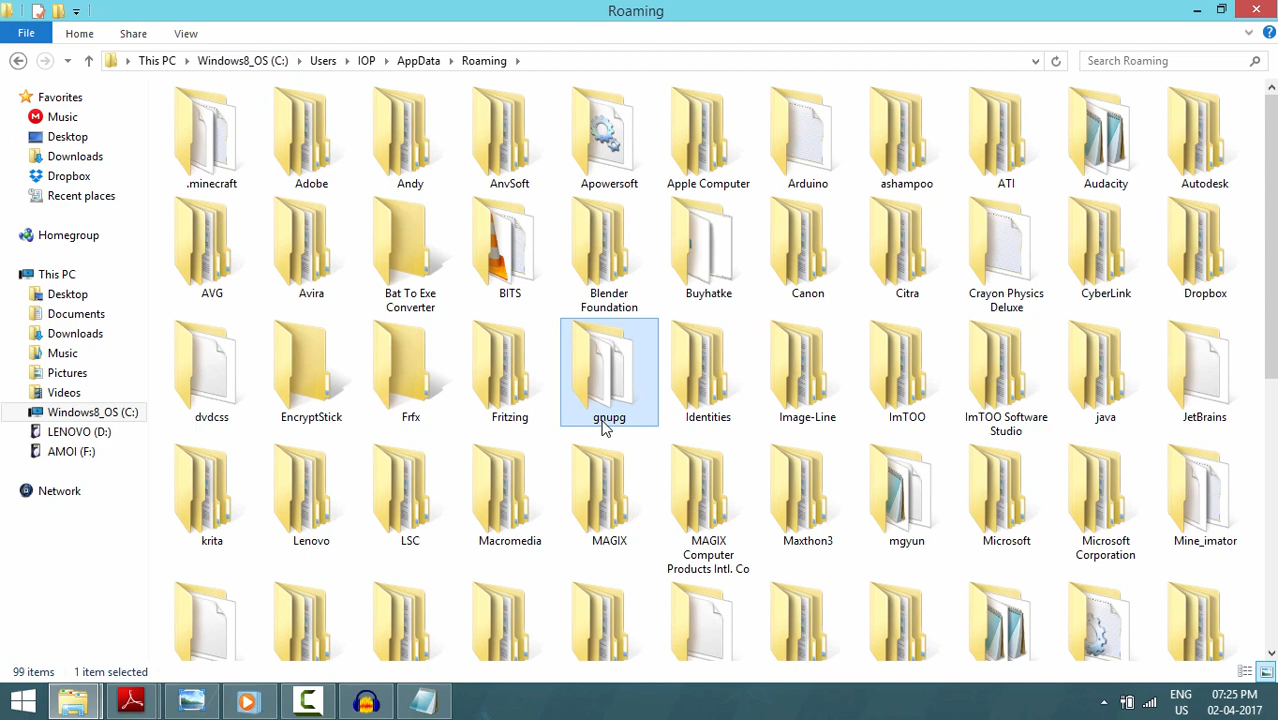 Roaming
File
Home
Share
View
This PC
Windows8_OS (C:)
Users
IOP
AppData
Roaming
Search Roaming
Favorites
Music
Desktop
Downloads
Dropbox
Recent places
Homegroup
This PC
Desktop
Documents
Downloads
Music
Pictures
Videos
Windows8_OS (C:)
LENOVO (D:)
AMOI (F:)
Network
.minecraft
Adobe
Andy
AnvSoft
Apowersoft
Apple Computer
Arduino
ashampoo
ATI
Audacity
Autodesk
AVG
Avira
Bat To Exe
Converter
BITS
Blender
Foundation
Buyhatke
Canon
Citra
Crayon Physics
Deluxe
CyberLink
Dropbox
dvdcss
EncryptStick
Frfx
Fritzing
gnupg
Identities
Image-Line
ImTOO
ImTOO Software
Studio
java
JetBrains
krita
Lenovo
LSC
Macromedia
MAGIX
MAGIX
Computer
Products Intl. Co
Maxthon3
mgyun
Microsoft
Microsoft
Corporation
Mine_imator
99 items
1 item selected
ENG
US
07:25 PM
02-04-2017